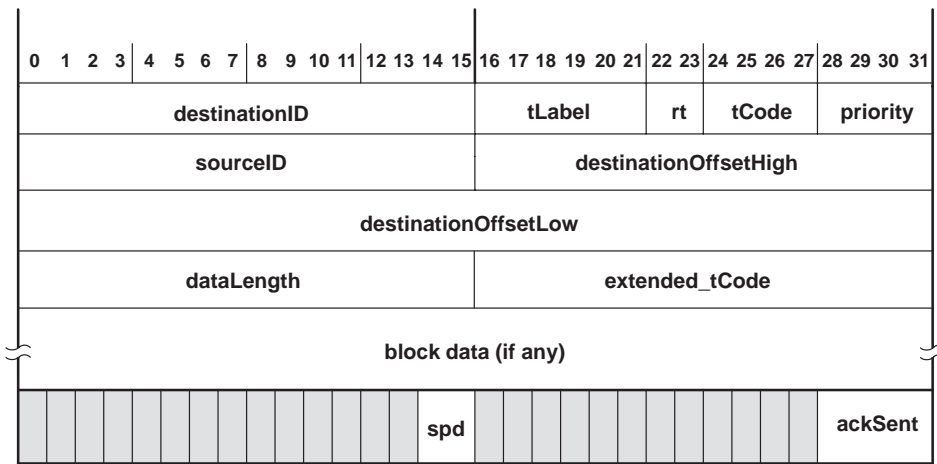 0 1 2 3 4 5 6 7 8 9 10 11 12 13 14 15 16 17 18 19 20 21 22 23 24 25 26 27 28 29 30 31
destinationID tLabel rt tCode priority
sourceID destinationOffsetHigh
destinationOffsetLow
dataLength extended_tCode
block data (if any)
spd ackSent